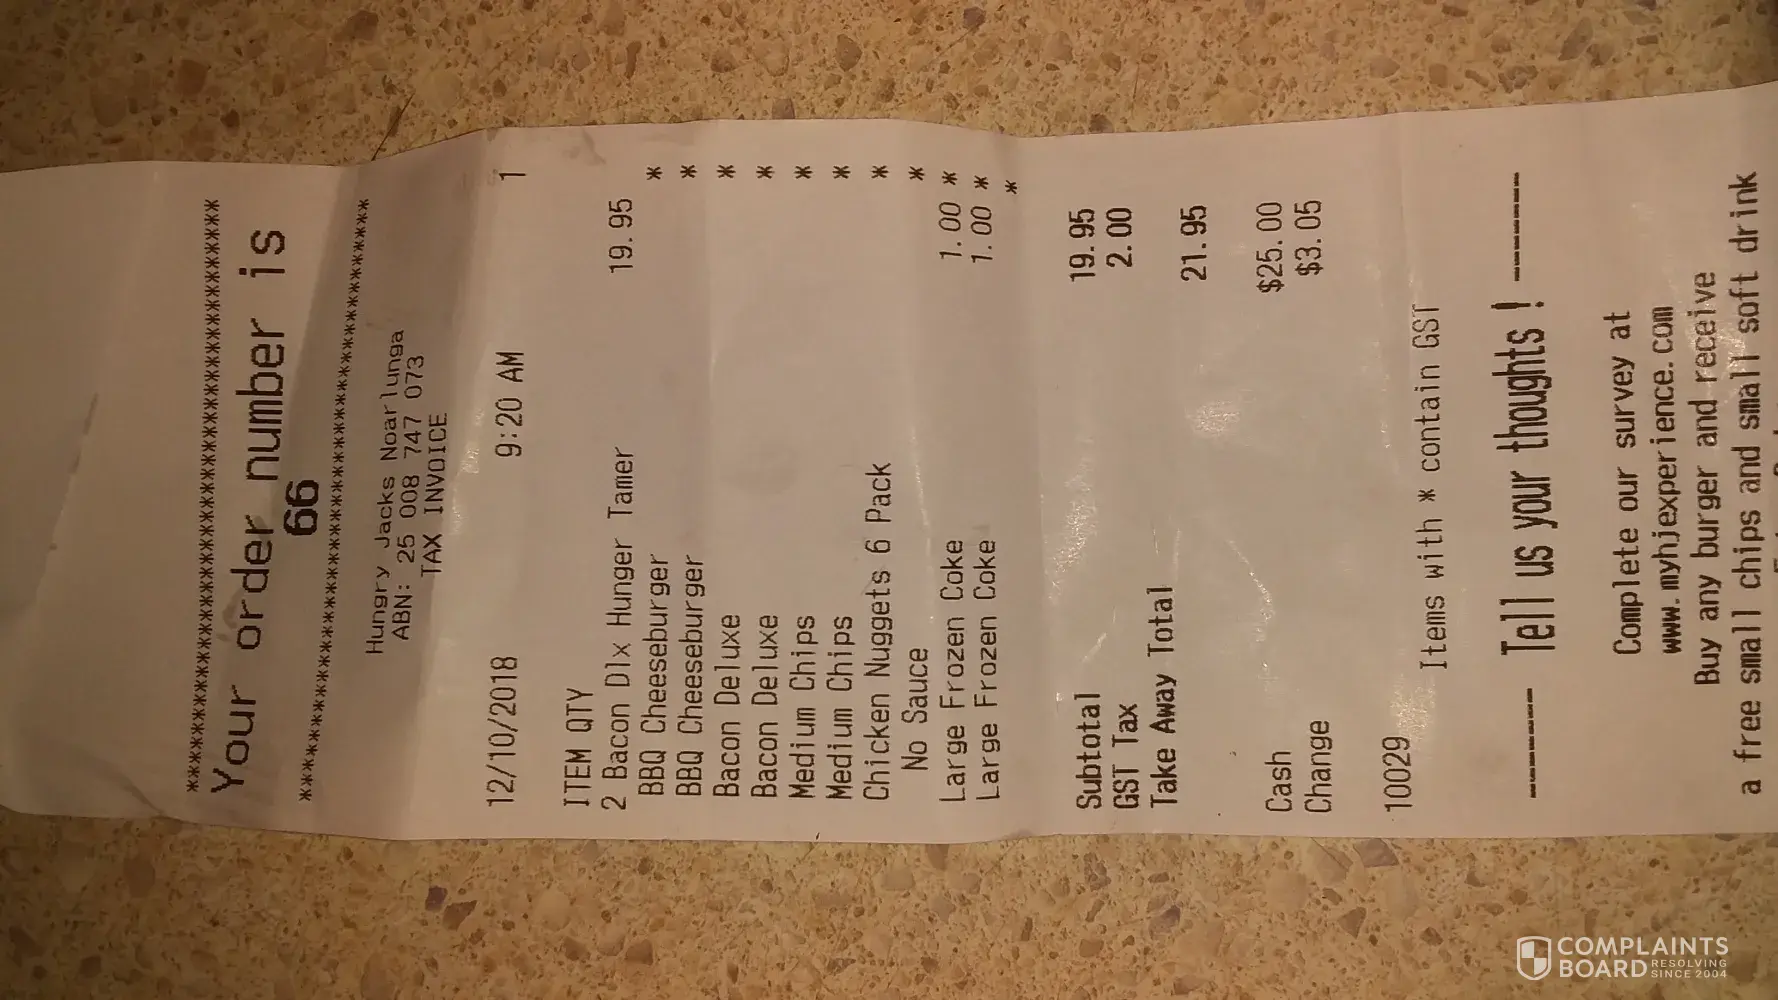 ****************************************
Your order number is
66
****************************************
Hungry Jacks Noarlunga
ABN: 25 008 747 073
TAX INVOICE
12/10/2018 9:20 AM 1
ITEM QTY
2 Bacon Dlx Hunger Tamer 19.95
BBQ Cheeseburger *
BBQ Cheeseburger *
Bacon Deluxe *
Bacon Deluxe *
Medium Chips *
Medium Chips *
Chicken Nuggets 6 Pack *
No Sauce *
Large Frozen Coke 1.00 *
Large Frozen Coke 1.00 *
*
Subtotal 19.95
GST Tax 2.00
Take Away Total 21.95
Cash $25.00
Change $3.05
10029
Items with * contain GST
----- Tell us your thoughts ! -----
Complete our survey at
www.myhjexperience.com
Buy any burger and receive
a free small chips and small soft drink
COMPLAINTS
BOARD RESOLVING
SINCE 2004